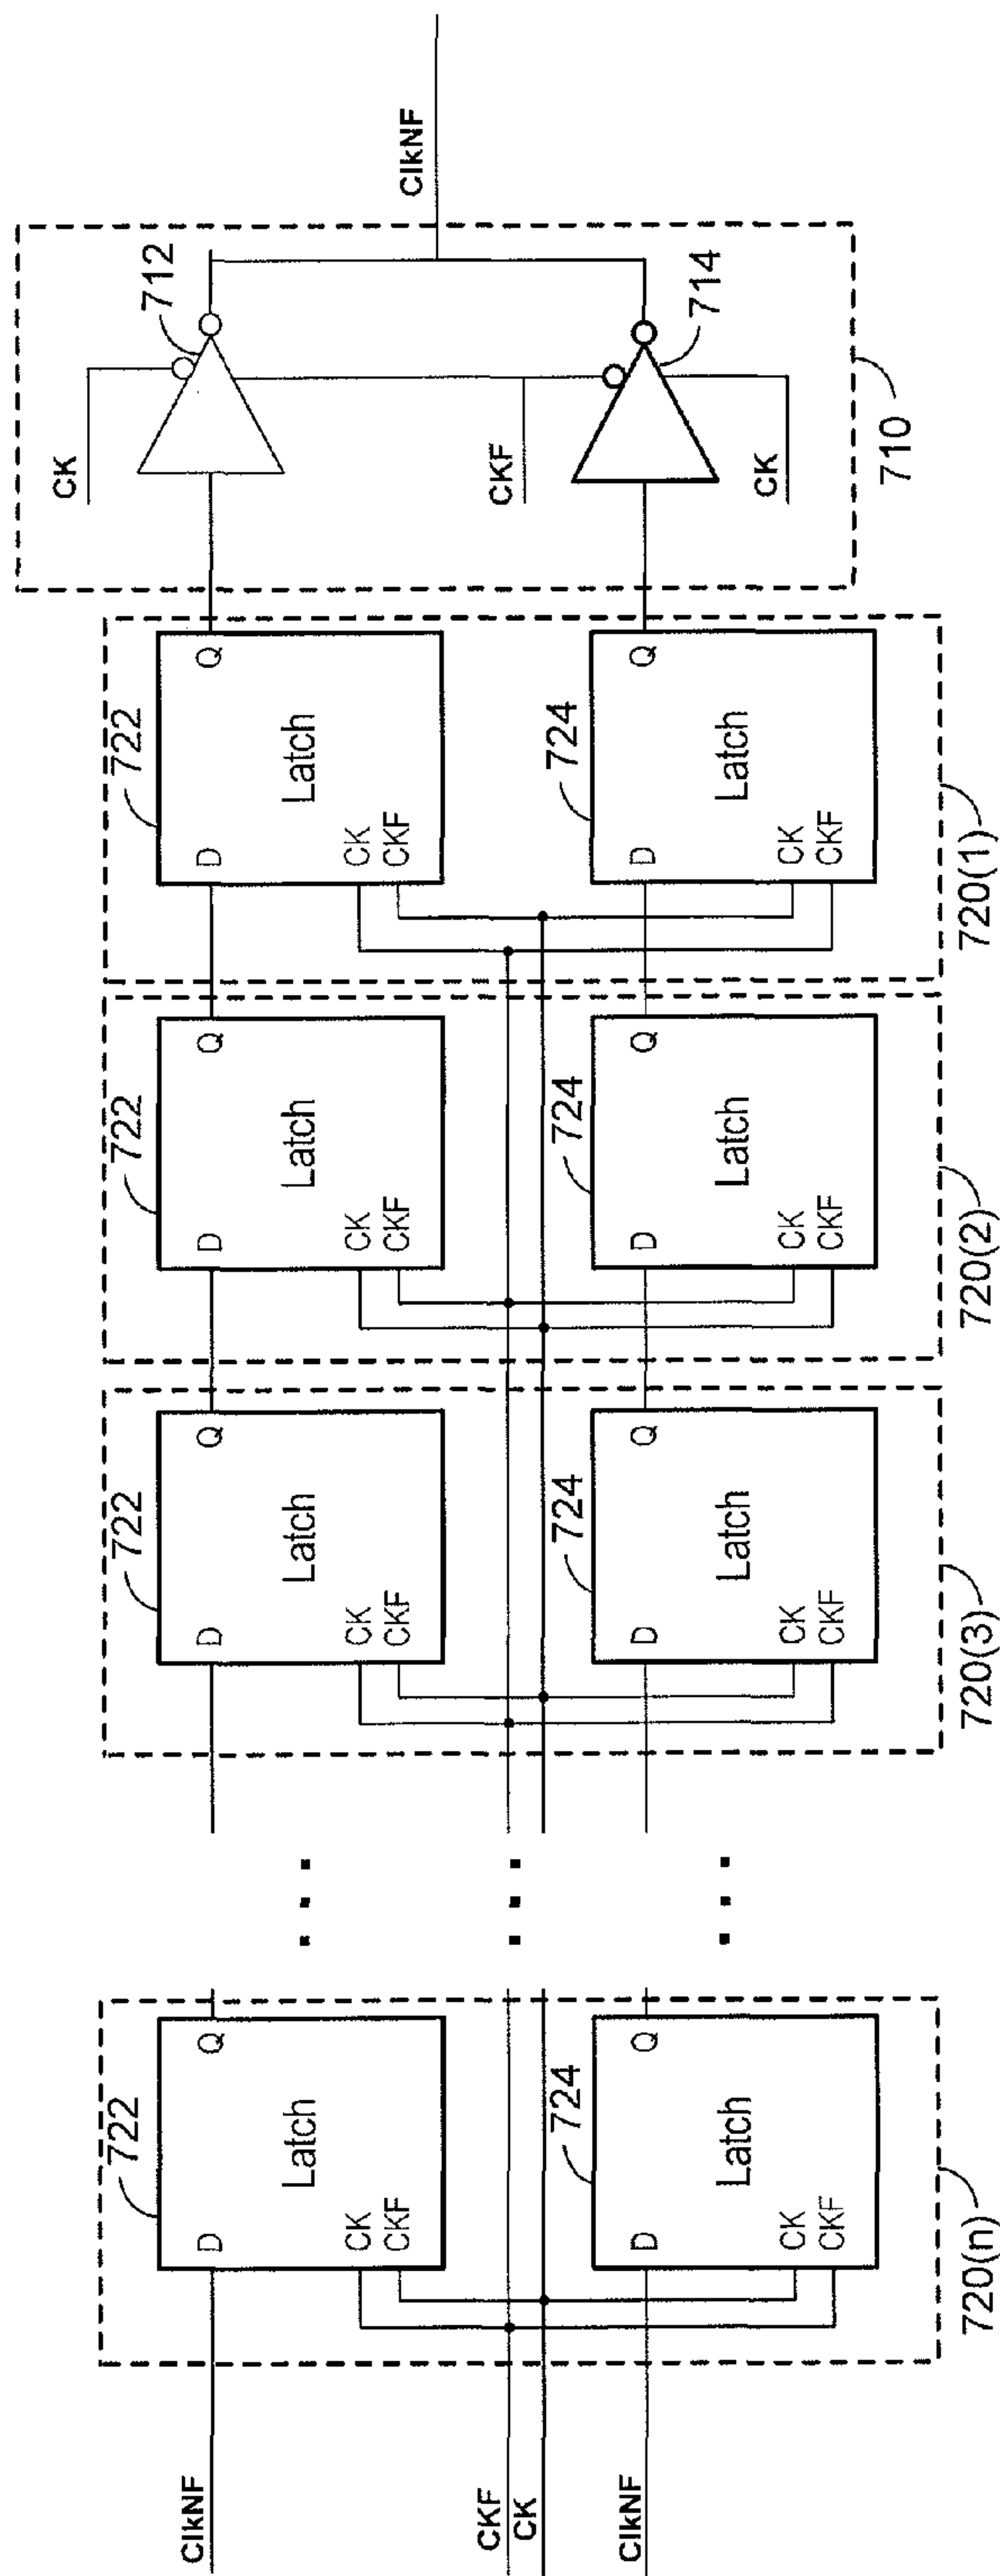 ClkNF
CKF
CK
ClkNF
722
D
Q
Latch
CK
CKF
724
D
Q
Latch
CK
CKF
720(n)
722
D
Q
Latch
CK
CKF
724
D
Q
Latch
CK
CKF
720(3)
722
D
Q
Latch
CK
CKF
724
D
Q
Latch
CK
CKF
720(2)
722
D
Q
Latch
CK
CKF
724
D
Q
Latch
CK
CKF
720(1)
CK
712
CKF
714
CK
710
ClkNF